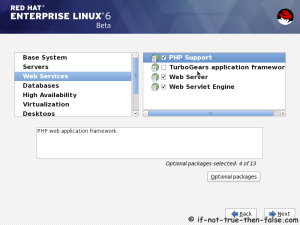 RED HAT
ENTERPRISE LINUX 6
Beta
Base System
Servers
Web Services
Databases
High Availability
Virtualization
Desktops
PHP Support
TurboGears application framewor
Web Server
Web Servlet Engine
PHP web application framework.
Optional packages selected: 4 of 13
Optional packages
Back
Next
© if-not-true-then-false.com